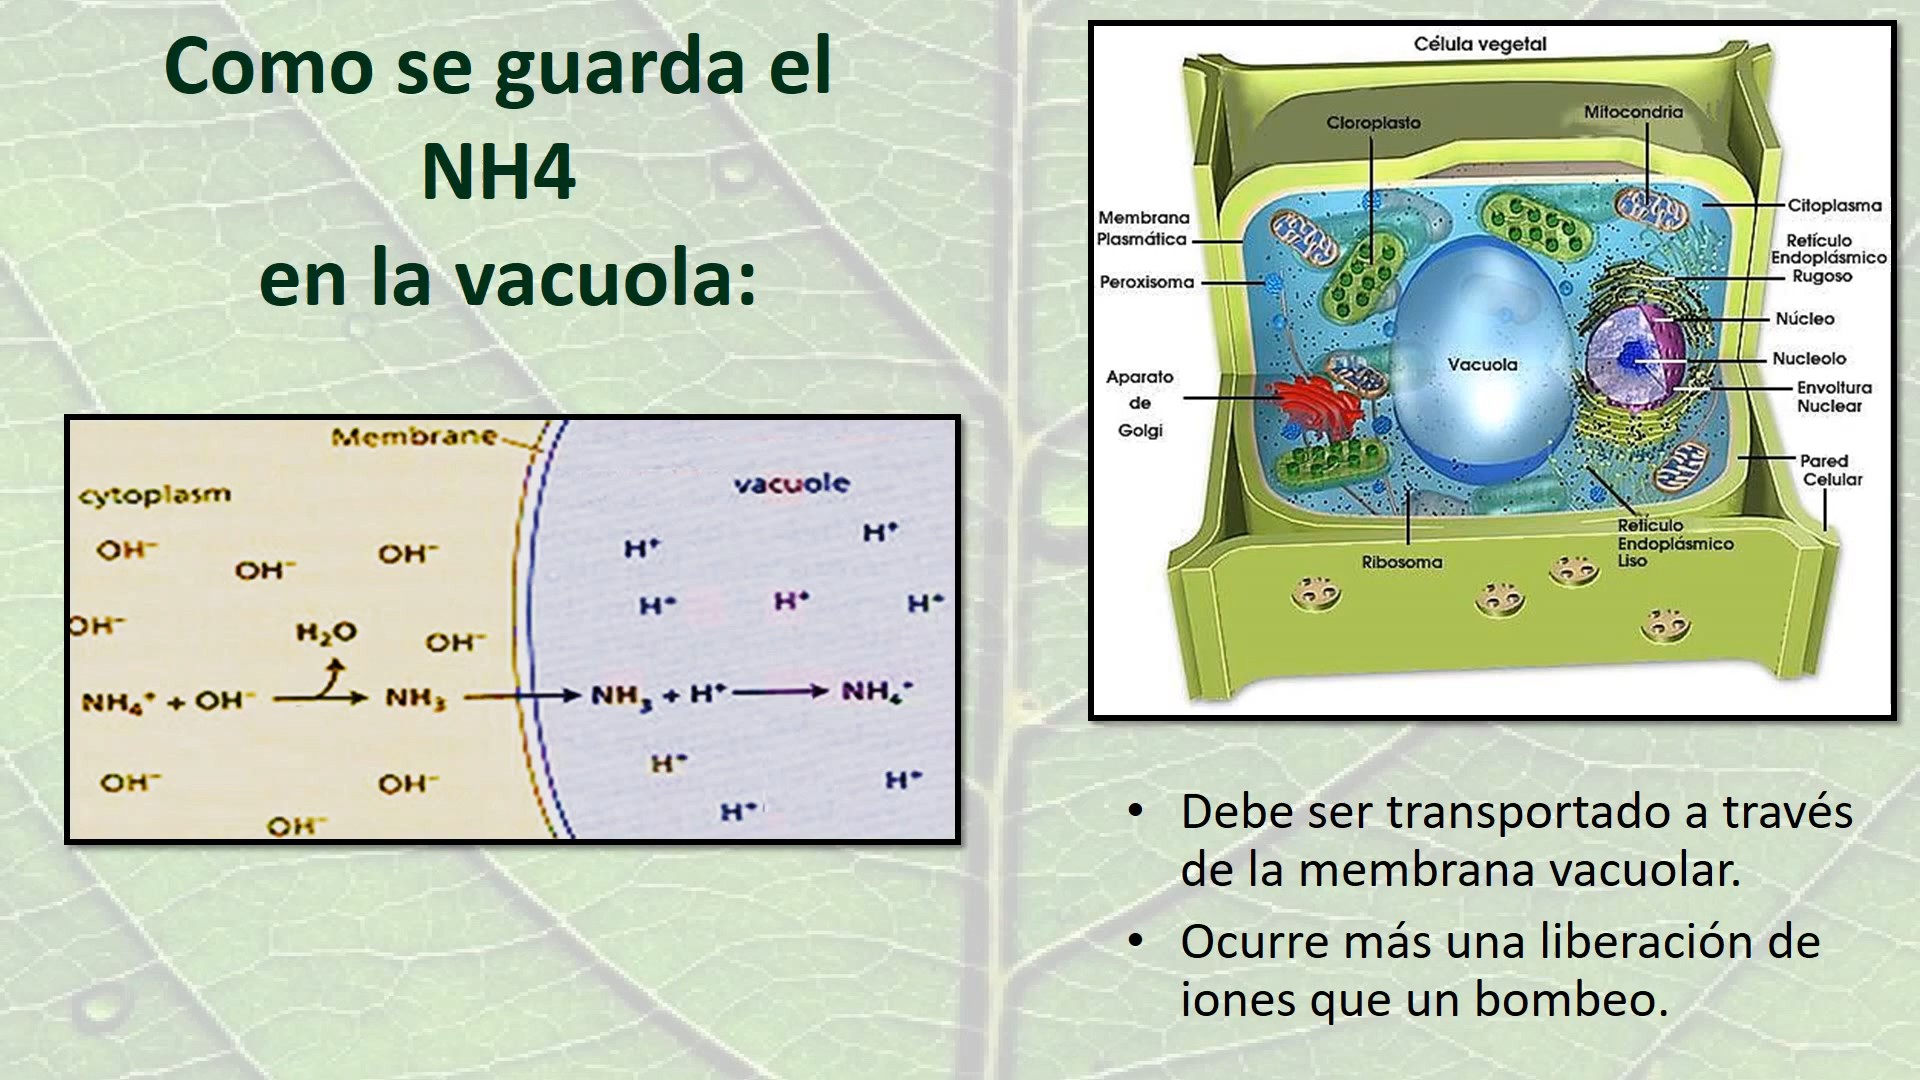 Como se guarda el
NH4
en la vacuola:
Membrane
cytoplasm
vacuole
OH⁻
OH⁻
OH⁻
OH⁻
H₂O
OH⁻
NH₄⁺ + OH⁻
NH₃
NH₃ + H⁺
NH₄⁺
OH⁻
OH⁻
OH⁻
H⁺
H⁺
H⁺
H⁺
H⁺
H⁺
H⁺
H⁺
Célula vegetal
Cloroplasto
Mitocondria
Membrana
Plasmática
Peroxisoma
Aparato
de
Golgi
Vacuola
Citoplasma
Retículo
Endoplásmico
Rugoso
Núcleo
Nucleolo
Envoltura
Nuclear
Pared
Celular
Retículo
Endoplásmico
Liso
Ribosoma
• Debe ser transportado a través
de la membrana vacuolar.
• Ocurre más una liberación de
iones que un bombeo.